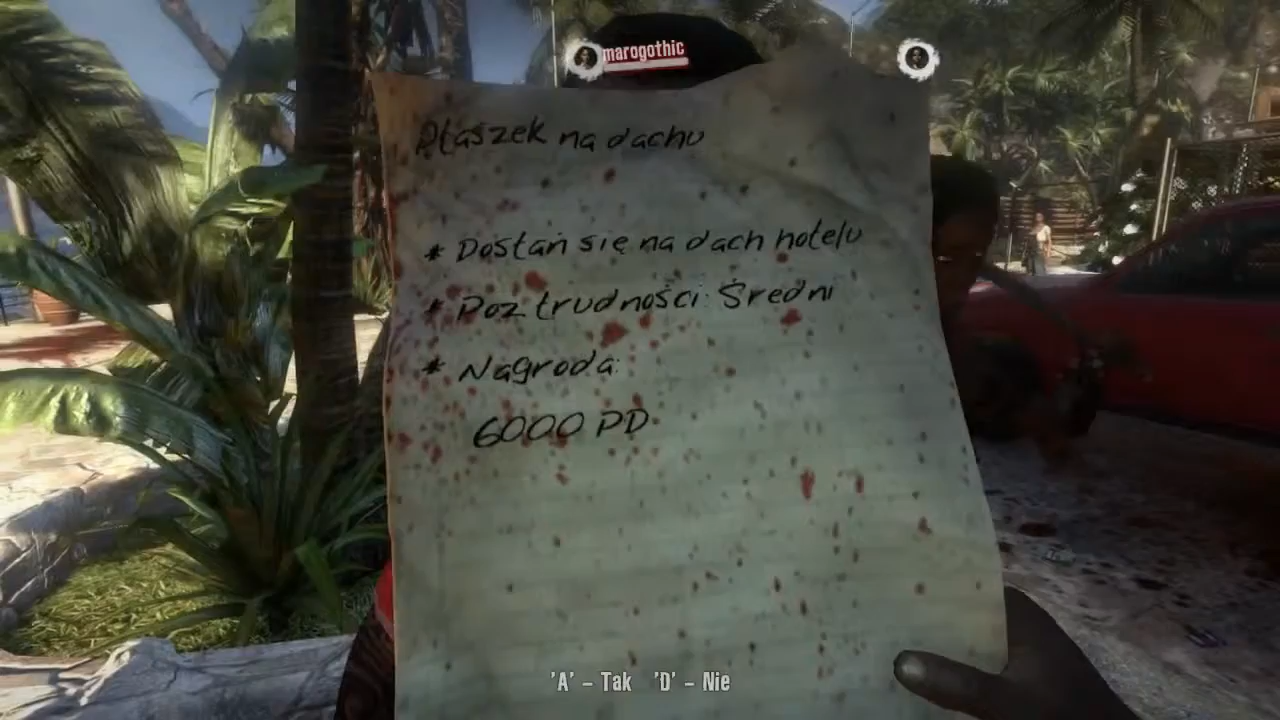 marogothic
Ptaszek na dachu
* Dostań się na dach hotelu
* Poz trudności: Średni
* Nagroda:
6000 PD
'A' – Tak 'D' – Nie